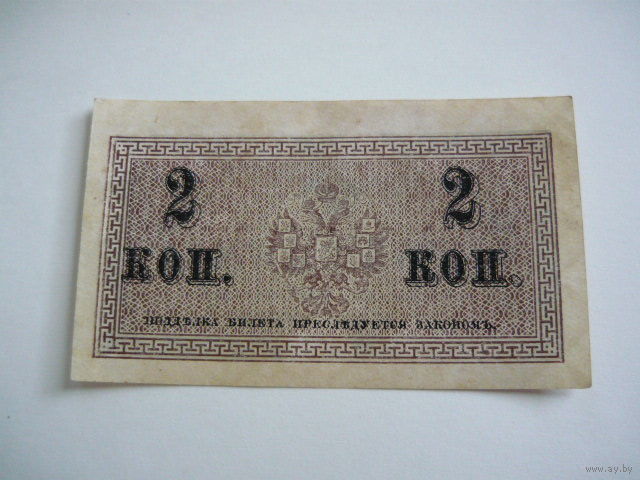 2 2
КОП. КОП.
ПОДДѢЛКА БИЛЕТА ПРЕСЛѢДУЕТСЯ ЗАКОНОМЪ.
www.ay.by